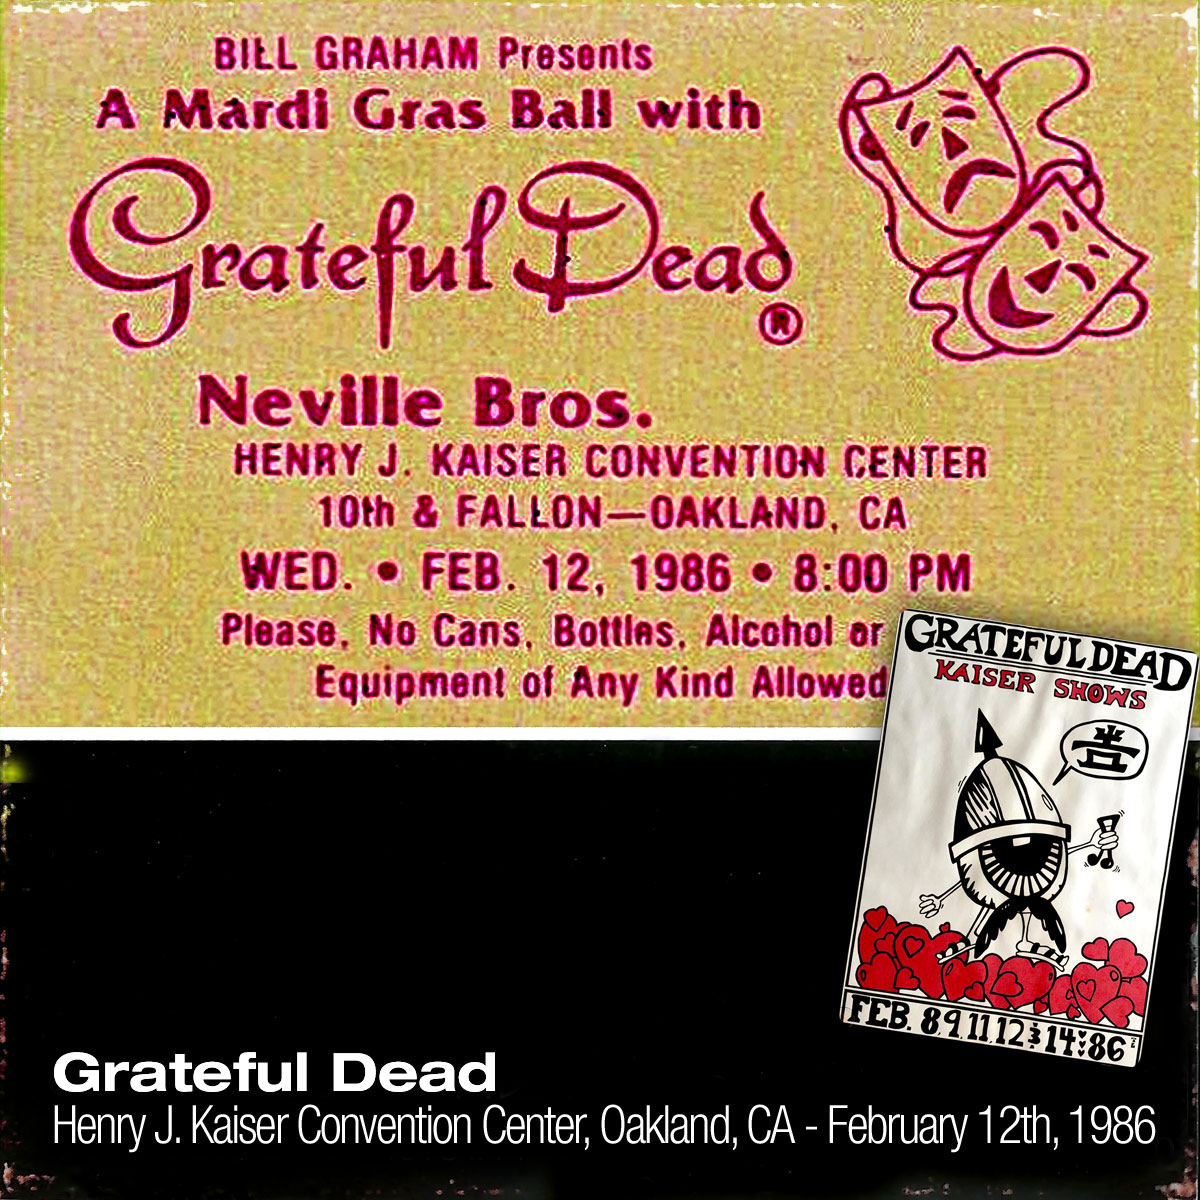 BILL GRAHAM Presents
A Mardi Gras Ball with
Grateful Dead
®
Neville Bros.
HENRY J. KAISER CONVENTION CENTER
10th & FALLON—OAKLAND, CA
WED. • FEB. 12, 1986 • 8:00 PM
Please, No Cans, Bottles, Alcohol or
Equipment of Any Kind Allowed
GRATEFUL DEAD
KAISER SHOWS
FEB. 8,9,11,12 & 14 86
Grateful Dead
Henry J. Kaiser Convention Center, Oakland, CA - February 12th, 1986